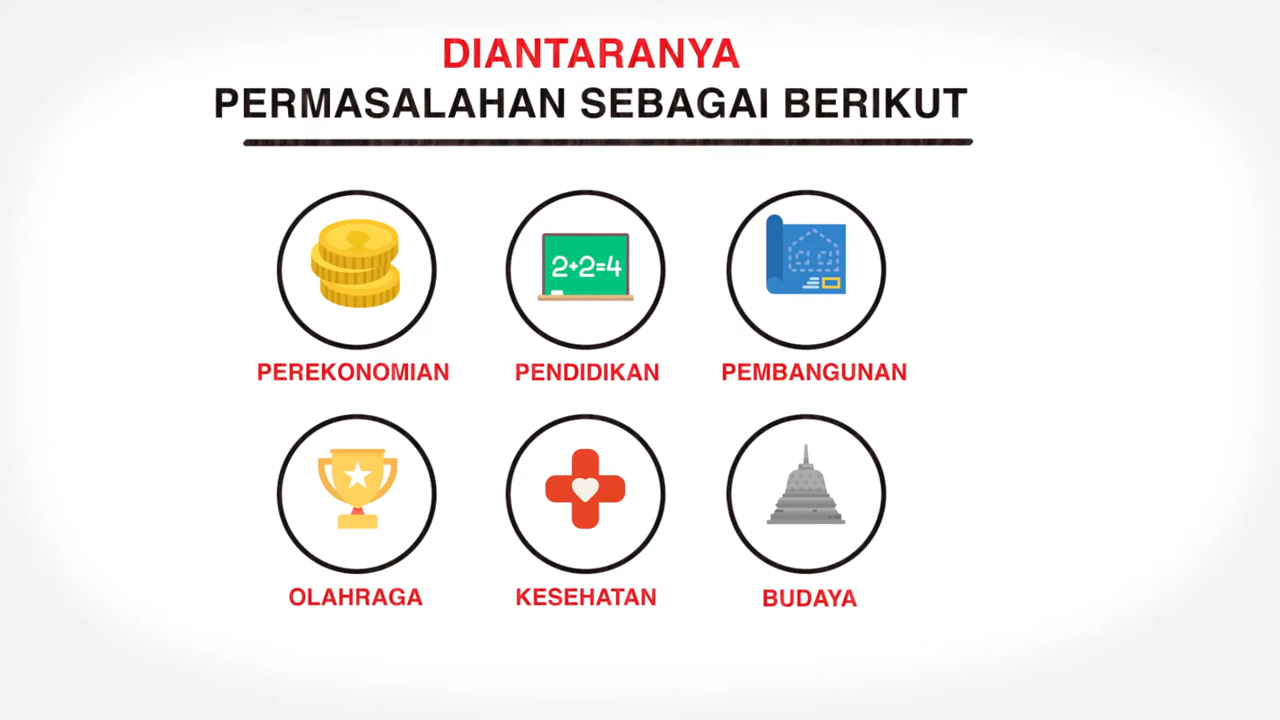 DIANTARANYA
PERMASALAHAN SEBAGAI BERIKUT
2+2=4
PEREKONOMIAN
PENDIDIKAN
PEMBANGUNAN
OLAHRAGA
KESEHATAN
BUDAYA